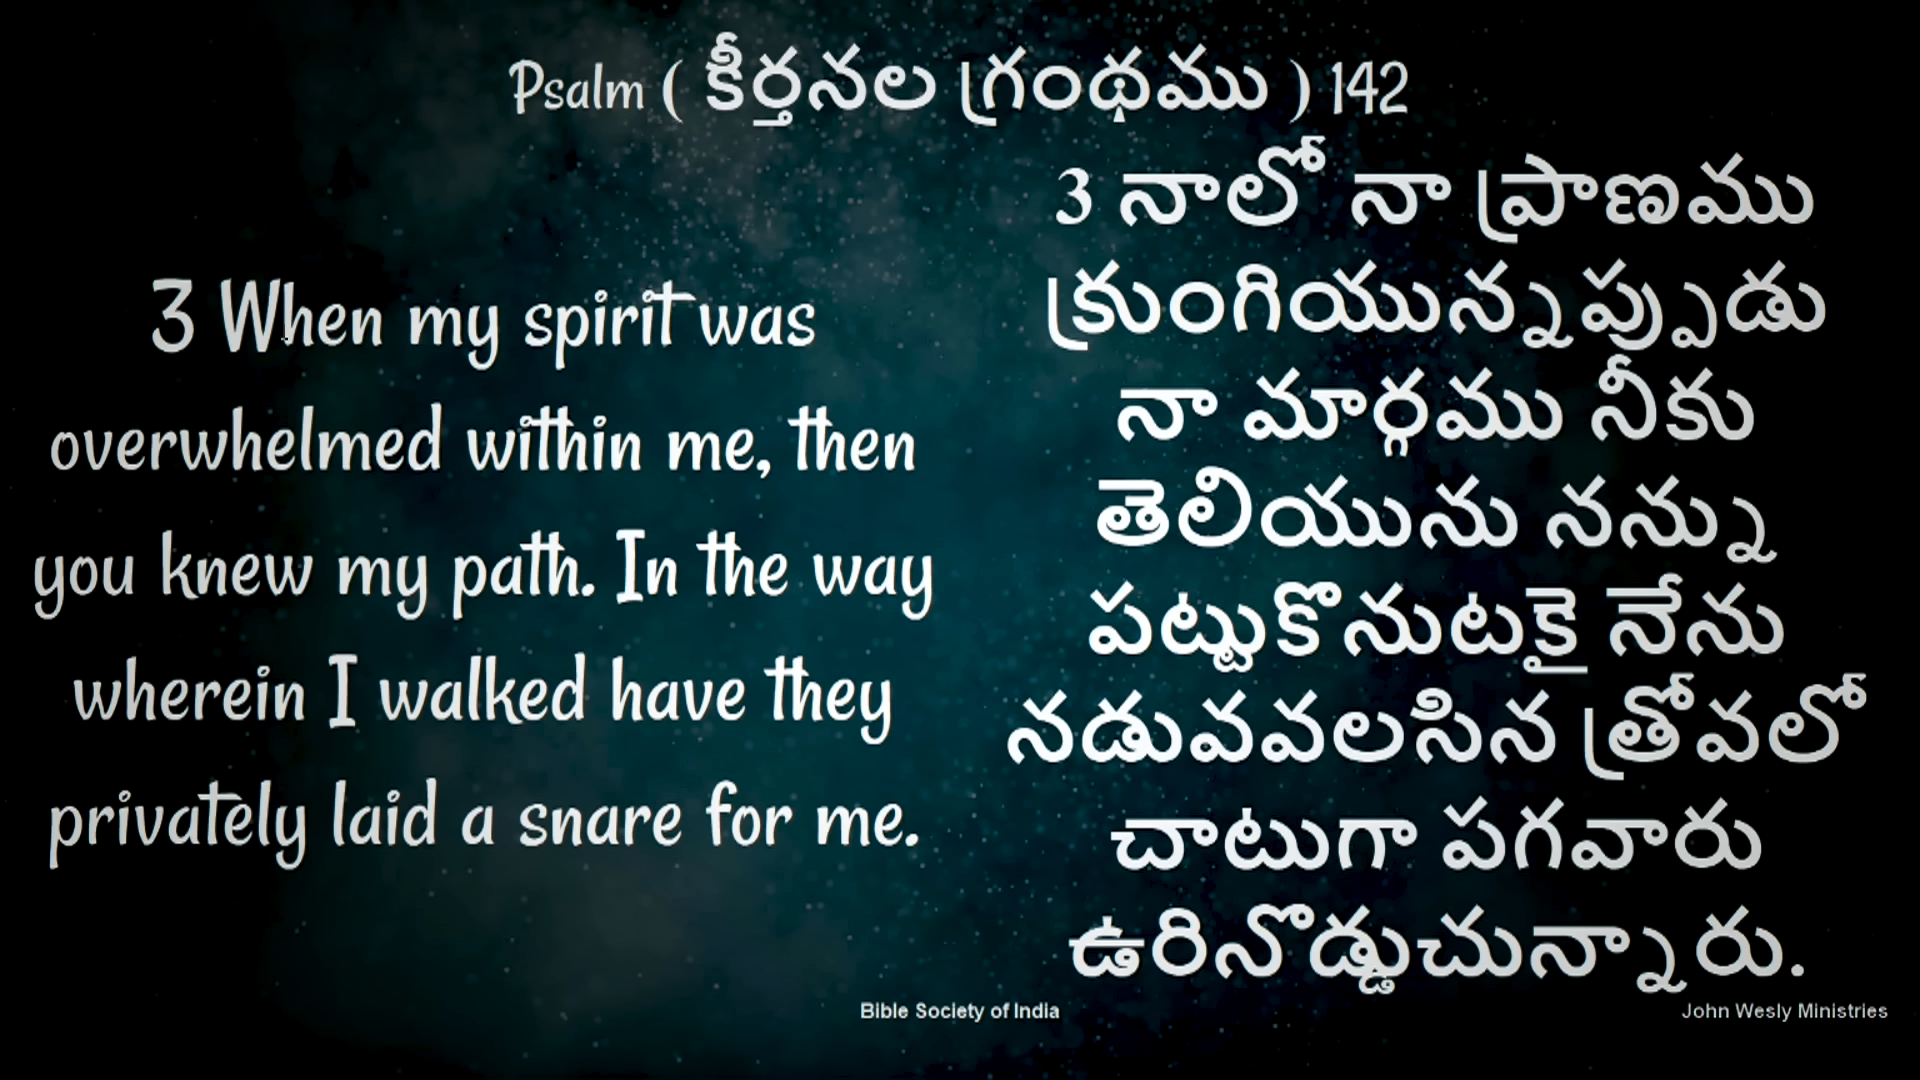 Psalm ( కీర్తనల గ్రంథము ) 142
3 When my spirit was
overwhelmed within me, then
you knew my path. In the way
wherein I walked have they
privately laid a snare for me.
3 నాలో నా ప్రాణము
క్రుంగియున్నప్పుడు
నా మార్గము నీకు
తెలియును నన్ను
పట్టుకొనుటకై నేను
నడువవలసిన త్రోవలో
చాటుగా పగవారు
ఉరినొడ్డుచున్నారు.
Bible Society of India
John Wesly Ministries